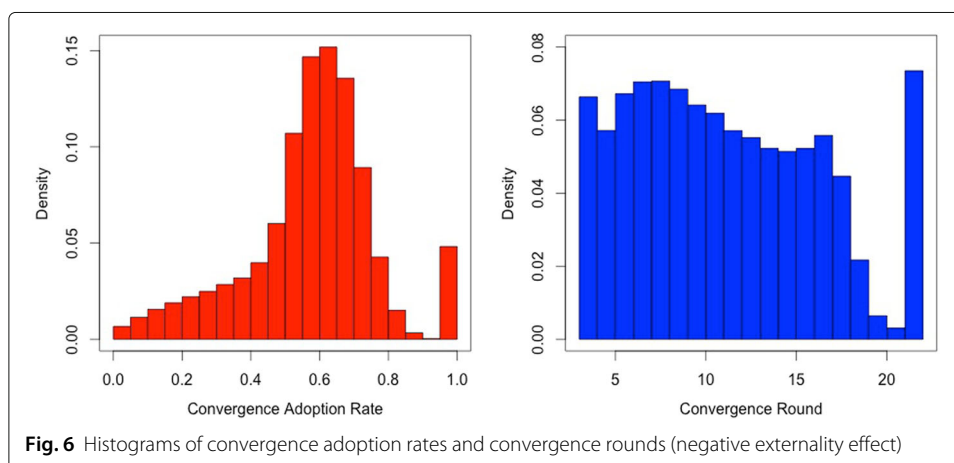 0.15
0.10
0.05
0.00
Density
0.0 0.2 0.4 0.6 0.8 1.0
Convergence Adoption Rate
0.08
0.06
0.04
0.02
0.00
Density
5 10 15 20
Convergence Round
Fig. 6 Histograms of convergence adoption rates and convergence rounds (negative externality effect)